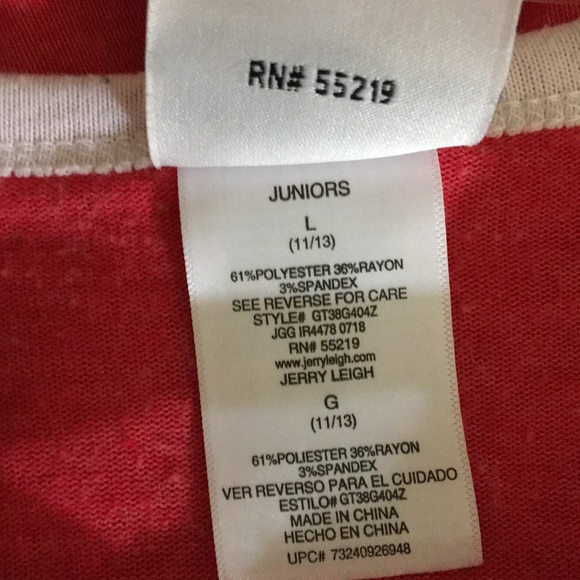 RN# 55219
JUNIORS
L
(11/13)
61%POLYESTER 36%RAYON
3%SPANDEX
SEE REVERSE FOR CARE
STYLE# GT38G404Z
JGG IR4478 0718
RN# 55219
www.jerryleigh.com
JERRY LEIGH
G
(11/13)
61%POLIESTER 36%RAYON
3%SPANDEX
VER REVERSO PARA EL CUIDADO
ESTILO# GT38G404Z
MADE IN CHINA
HECHO EN CHINA
UPC# 73240926948